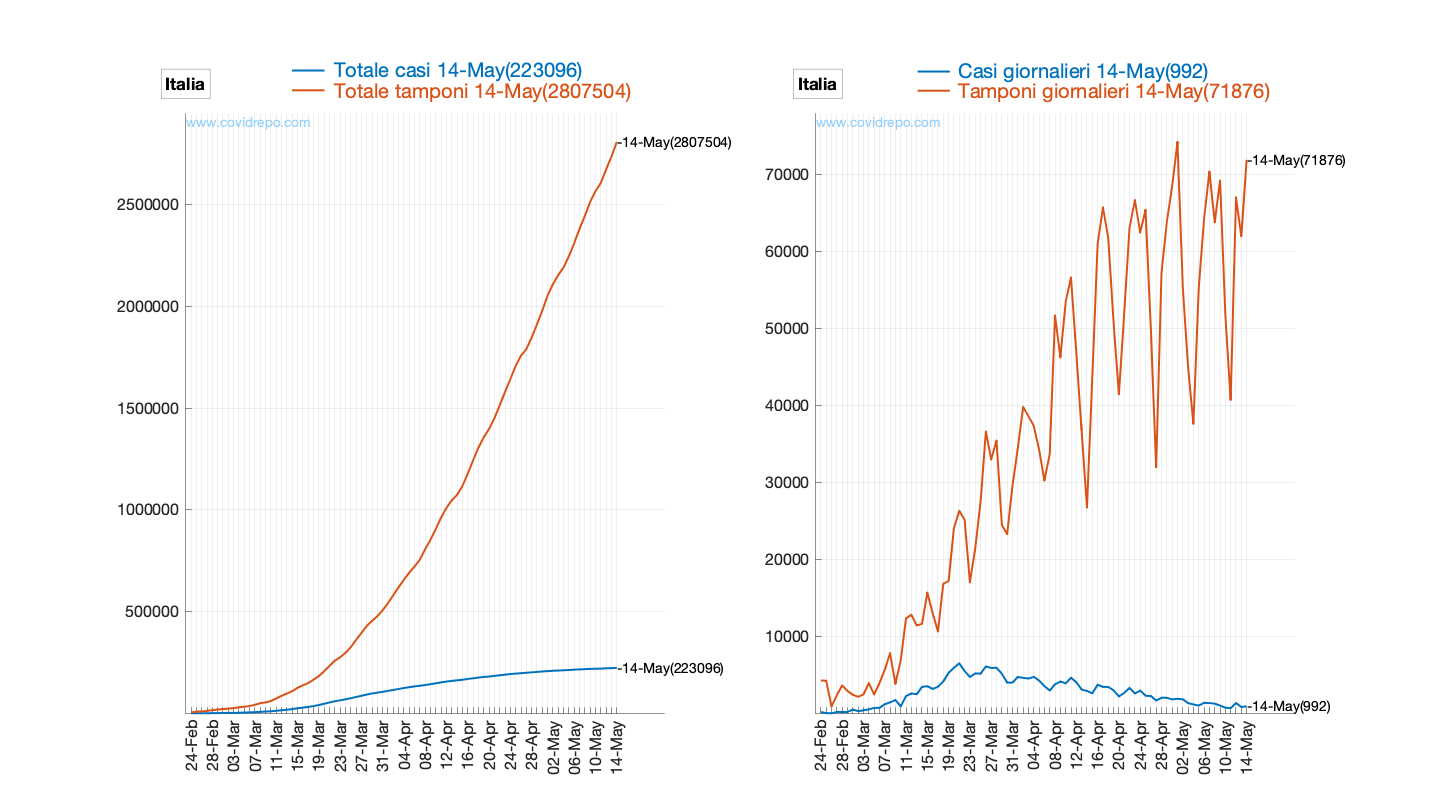 Italia
Totale casi 14-May(223096)
Totale tamponi 14-May(2807504)
www.covidrepo.com
14-May(2807504)
2500000
2000000
1500000
1000000
500000
14-May(223096)
24-Feb
28-Feb
03-Mar
07-Mar
11-Mar
15-Mar
19-Mar
23-Mar
27-Mar
31-Mar
04-Apr
08-Apr
12-Apr
16-Apr
20-Apr
24-Apr
28-Apr
02-May
06-May
10-May
14-May
Italia
Casi giornalieri 14-May(992)
Tamponi giornalieri 14-May(71876)
www.covidrepo.com
14-May(71876)
70000
60000
50000
40000
30000
20000
10000
14-May(992)
24-Feb
28-Feb
03-Mar
07-Mar
11-Mar
15-Mar
19-Mar
23-Mar
27-Mar
31-Mar
04-Apr
08-Apr
12-Apr
16-Apr
20-Apr
24-Apr
28-Apr
02-May
06-May
10-May
14-May